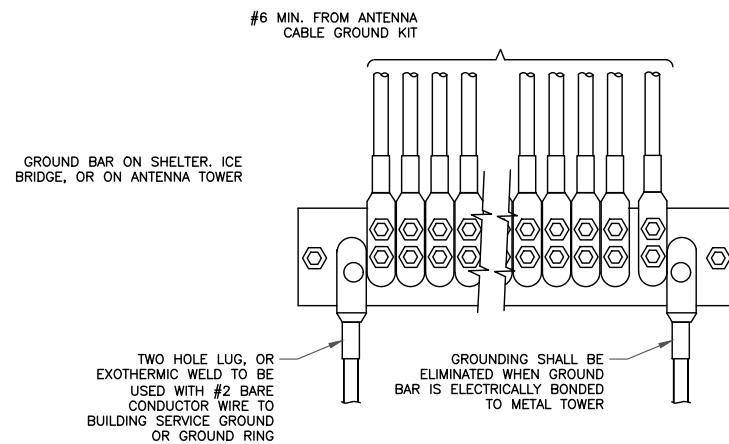 #6 MIN. FROM ANTENNA
CABLE GROUND KIT
GROUND BAR ON SHELTER. ICE
BRIDGE, OR ON ANTENNA TOWER
TWO HOLE LUG, OR
EXOTHERMIC WELD TO BE
USED WITH #2 BARE
CONDUCTOR WIRE TO
BUILDING SERVICE GROUND
OR GROUND RING
GROUNDING SHALL BE
ELIMINATED WHEN GROUND
BAR IS ELECTRICALLY BONDED
TO METAL TOWER